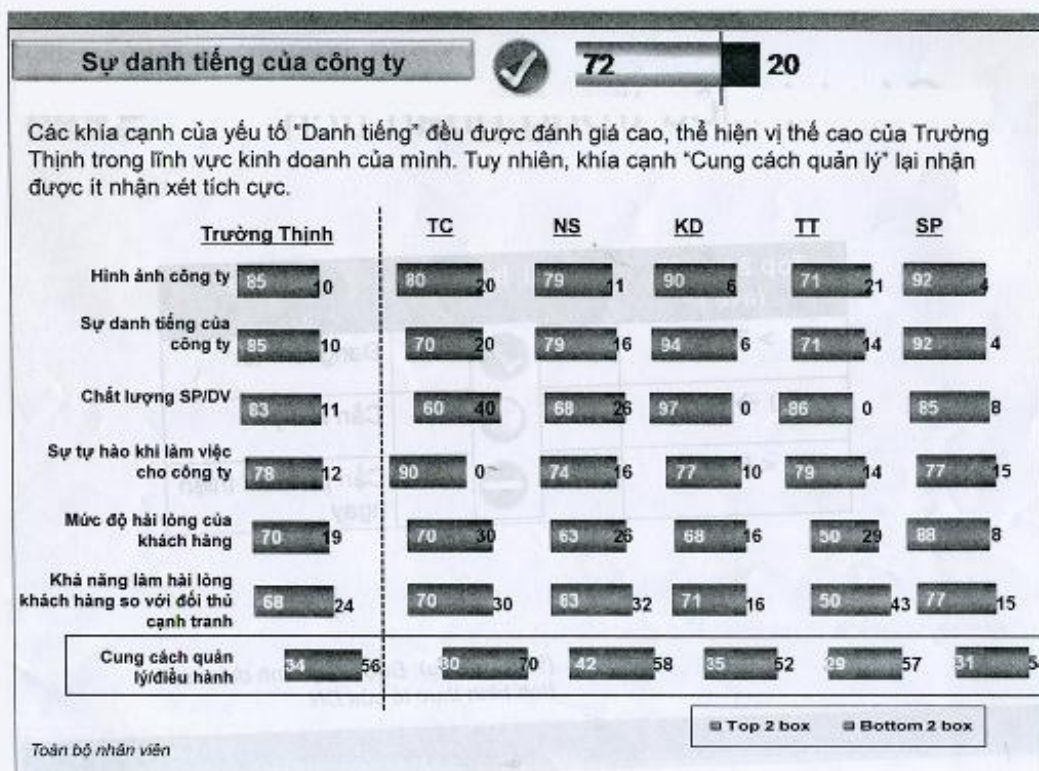 Sự danh tiếng của công ty 72 20
Các khía cạnh của yếu tố "Danh tiếng" đều được đánh giá cao, thể hiện vị thế cao của Trường
Thịnh trong lĩnh vực kinh doanh của mình. Tuy nhiên, khía cạnh "Cung cách quản lý" lại nhận
được ít nhận xét tích cực.
Trường Thịnh TC NS KD TT SP
Hình ảnh công ty 85 10 80 20 79 11 90 6 71 21 92 4
Sự danh tiếng của
công ty 85 10 70 20 79 16 94 6 71 14 92 4
Chất lượng SP/DV 83 11 60 40 68 26 97 0 86 0 85 8
Sự tự hào khi làm việc
cho công ty 78 12 90 0 74 16 77 10 79 14 77 15
Mức độ hài lòng của
khách hàng 70 19 70 30 63 26 68 16 50 29 88 8
Khả năng làm hài lòng
khách hàng so với đối thủ
cạnh tranh 68 24 70 30 63 32 71 16 50 43 77 15
Cung cách quản
lý/điều hành 34 56 30 70 42 58 35 52 29 57 31
Top 2 box Bottom 2 box
Toàn bộ nhân viên